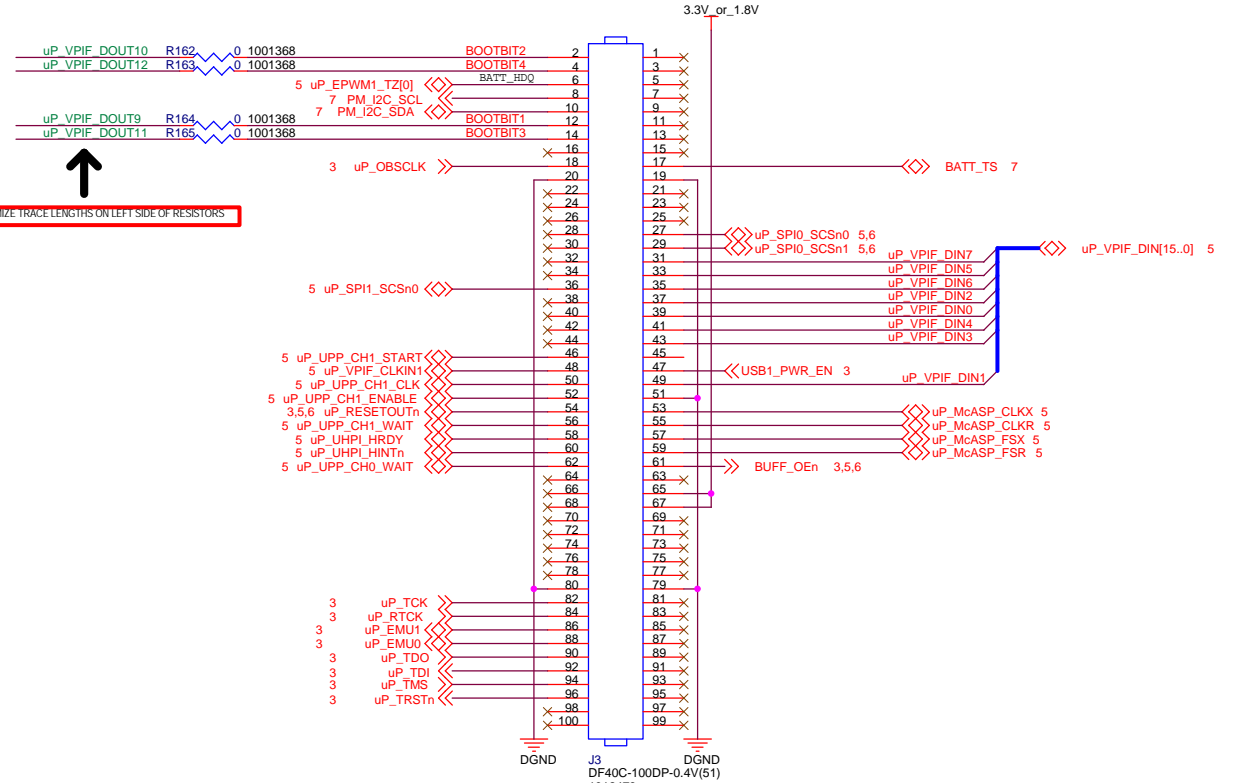 3.3V_or_1.8V
uP_VPIF_DOUT10 R162 0 1001368 BOOTBIT2 2 1
uP_VPIF_DOUT12 R163 0 1001368 BOOTBIT4 4 3
5 uP_EPWM1_TZ[0] BATT_HDQ 6 5
7 PM_I2C_SCL 8 7
7 PM_I2C_SDA 10 9
uP_VPIF_DOUT9 R164 0 1001368 BOOTBIT1 12 11
uP_VPIF_DOUT11 R165 0 1001368 BOOTBIT3 14 13
16 15
3 uP_OBSCLK 18 17 BATT_TS 7
20 19
22 21
TRACE LENGTHS ON LEFT SIDE OF RESISTORS
24 23
26 25
28 27 uP_SPI0_SCSn0 5,6
30 29 uP_SPI0_SCSn1 5,6
uP_VPIF_DIN[15..0] 5
32 31 uP_VPIF_DIN7
34 33 uP_VPIF_DIN5
5 uP_SPI1_SCSn0 36 35 uP_VPIF_DIN6
38 37 uP_VPIF_DIN2
40 39 uP_VPIF_DIN0
42 41 uP_VPIF_DIN4
44 43 uP_VPIF_DIN3
5 uP_UPP_CH1_START 46 45
5 uP_VPIF_CLKIN1 48 47 USB1_PWR_EN 3
5 uP_UPP_CH1_CLK 50 49 uP_VPIF_DIN1
5 uP_UPP_CH1_ENABLE 52 51
3,5,6 uP_RESETOUTn 54 53 uP_McASP_CLKX 5
5 uP_UPP_CH1_WAIT 56 55 uP_McASP_CLKR 5
5 uP_UHPI_HRDY 58 57 uP_McASP_FSX 5
5 uP_UHPI_HINTn 60 59 uP_McASP_FSR 5
5 uP_UPP_CH0_WAIT 62 61 BUFF_OEn 3,5,6
64 63
66 65
68 67
70 69
72 71
74 73
76 75
78 77
80 79
3 uP_TCK 82 81
3 uP_RTCK 84 83
3 uP_EMU1 86 85
3 uP_EMU0 88 87
3 uP_TDO 90 89
3 uP_TDI 92 91
3 uP_TMS 94 93
3 uP_TRSTn 96 95
98 97
100 99
DGND J3 DGND
DF40C-100DP-0.4V(51)